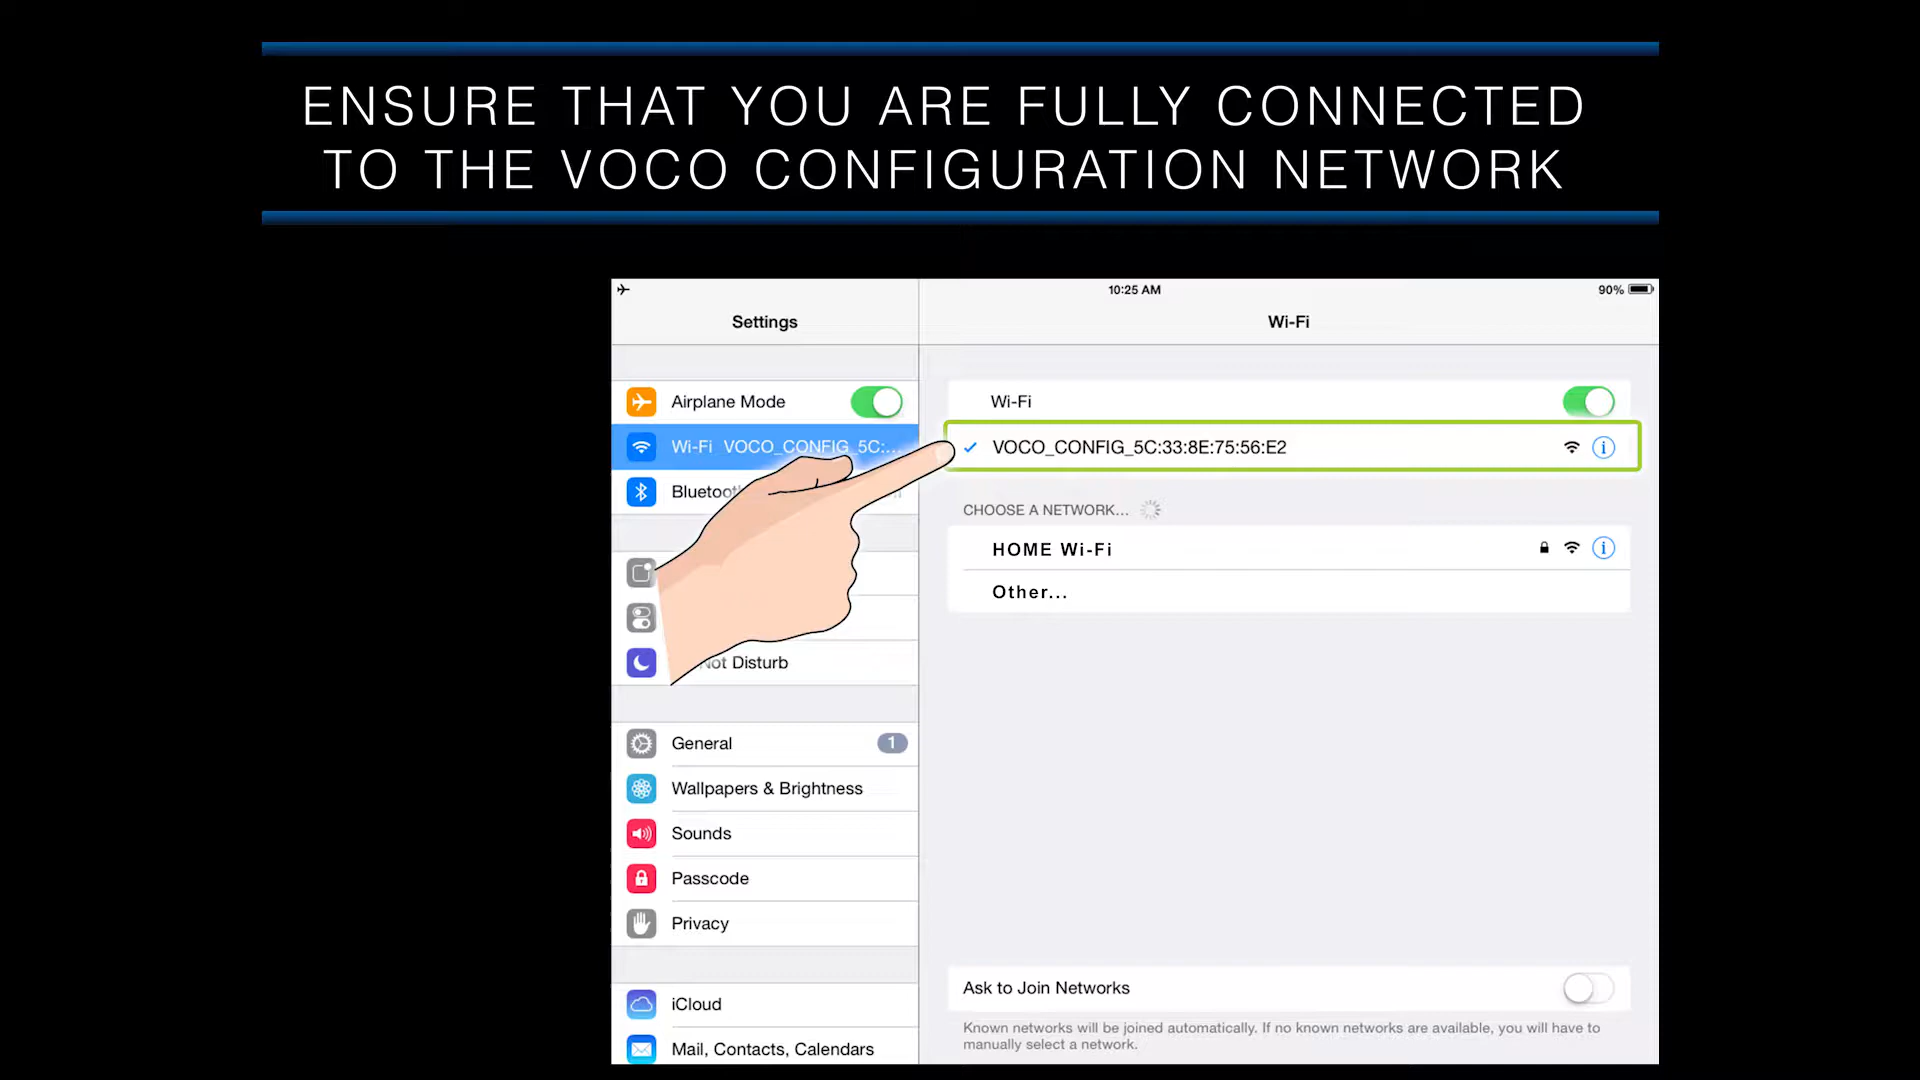 ENSURE THAT YOU ARE FULLY CONNECTED
TO THE VOCO CONFIGURATION NETWORK
10:25 AM
90%
Settings
Wi-Fi
Airplane Mode
Wi-Fi VOCO_CONFIG_5C:...
Not Disturb
General 1
Wallpapers & Brightness
Sounds
Passcode
Privacy
iCloud
Mail, Contacts, Calendars
Wi-Fi
VOCO_CONFIG_5C:33:8E:75:56:E2
CHOOSE A NETWORK...
HOME Wi-Fi
Other...
Ask to Join Networks
Known networks will be joined automatically. If no known networks are available, you will have to
manually select a network.